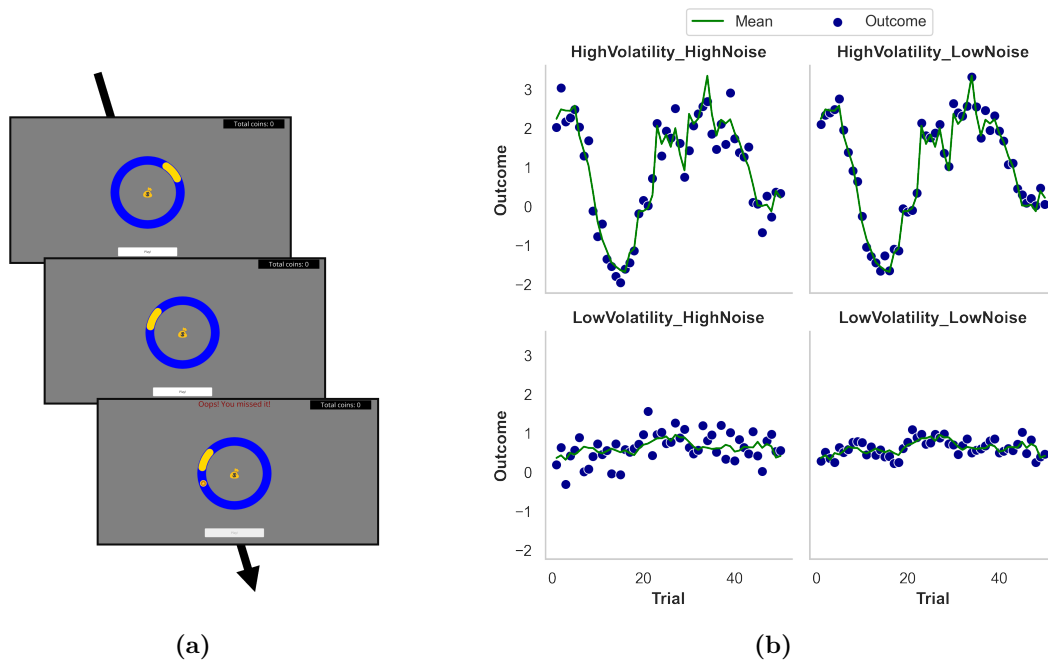 Total coins: 0
Play!
Total coins: 0
Oops! You missed it!
Total coins: 0
(a)
Mean
Outcome
HighVolatility_HighNoise
HighVolatility_LowNoise
Outcome
3
2
1
0
−1
−2
LowVolatility_HighNoise
LowVolatility_LowNoise
Outcome
3
2
1
0
−1
−2
0
20
40
Trial
0
20
40
Trial
(b)